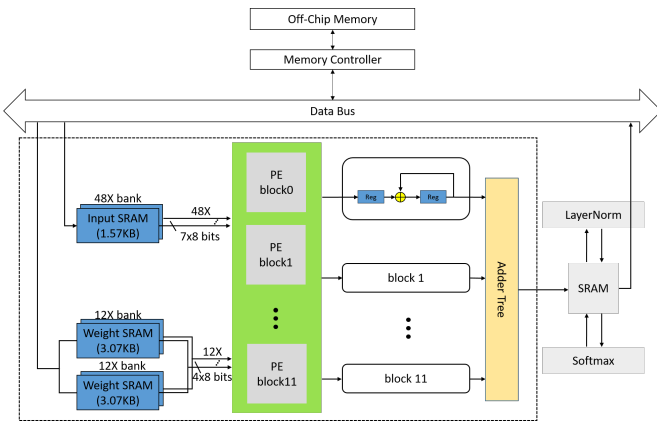 Off-Chip Memory
Memory Controller
Data Bus
48X bank
Input SRAM
(1.57KB)
48X
7x8 bits
PE
block0
Reg
Reg
PE
block1
block 1
12X bank
Weight SRAM
(3.07KB)
12X bank
Weight SRAM
(3.07KB)
12X
4x8 bits
PE
block11
block 11
Adder Tree
LayerNorm
SRAM
Softmax